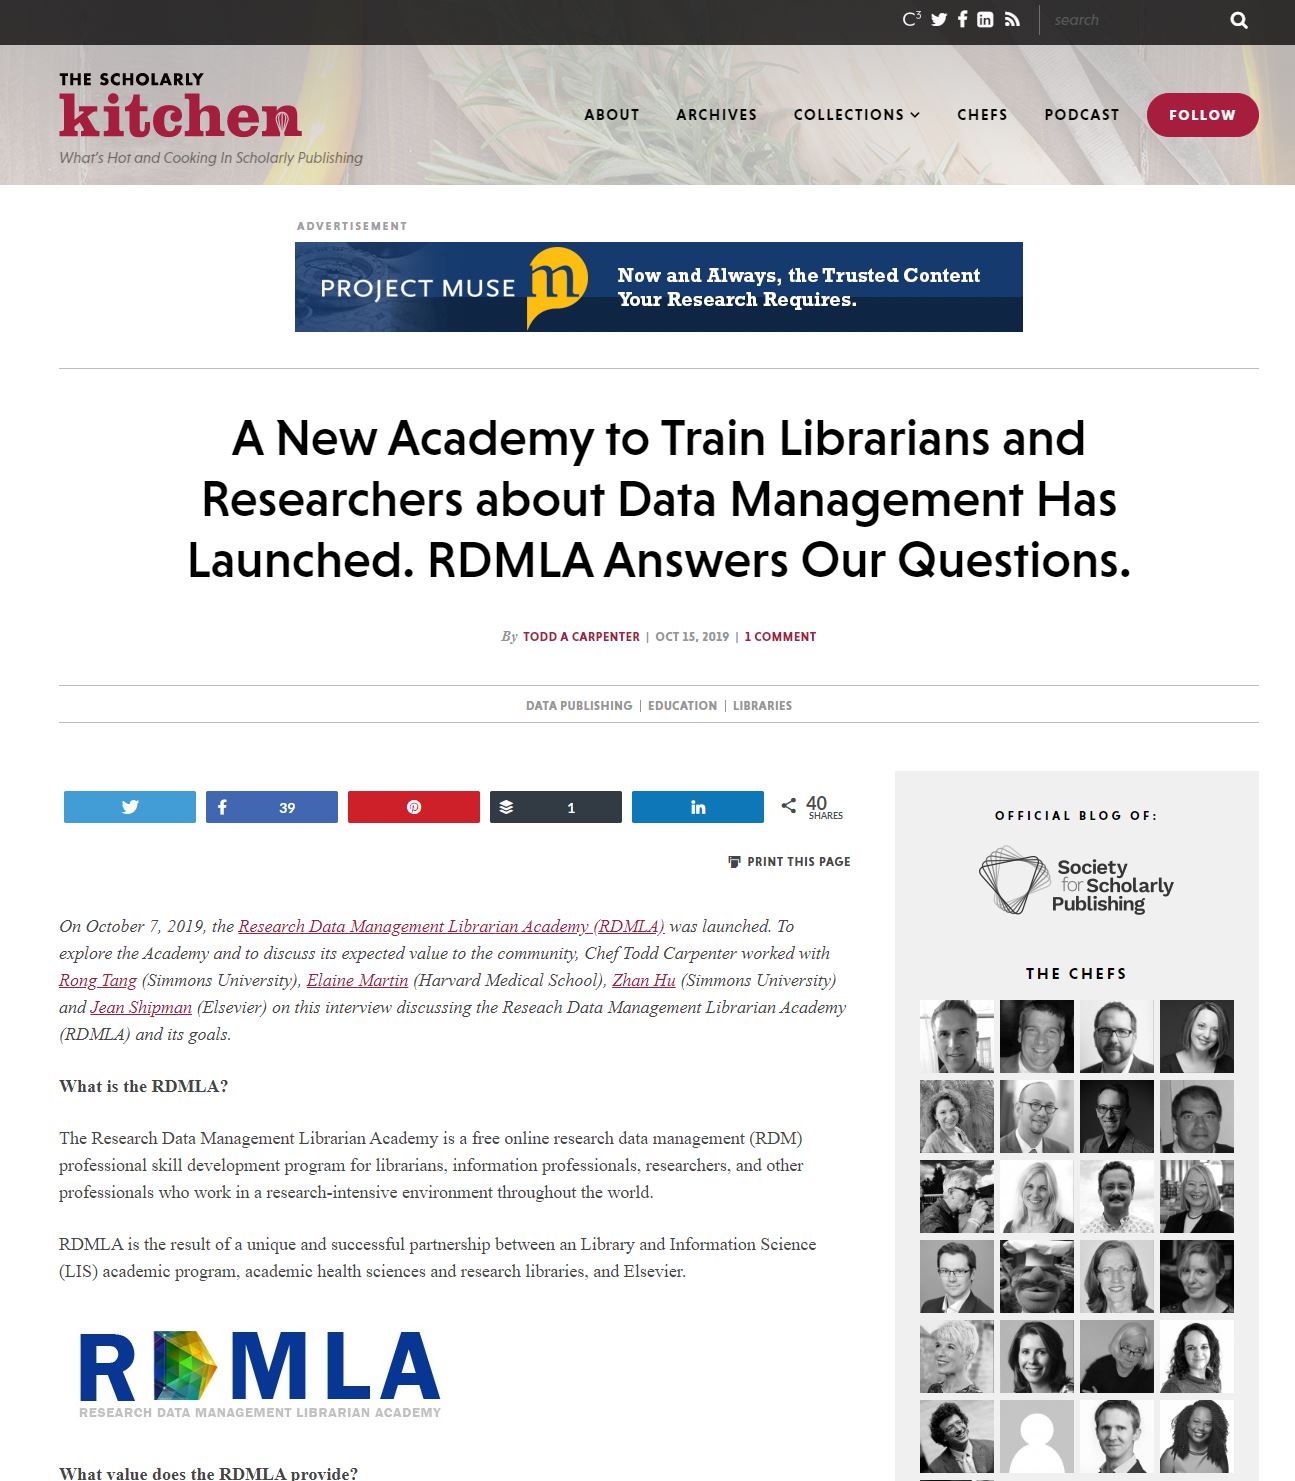 C3
search
THE SCHOLARLY
kitchen
What's Hot and Cooking In Scholarly Publishing
ABOUT
ARCHIVES
COLLECTIONS
CHEFS
PODCAST
FOLLOW
ADVERTISEMENT
PROJECT MUSE
m
Now and Always, the Trusted Content
Your Research Requires.
A New Academy to Train Librarians and
Researchers about Data Management Has
Launched. RDMLA Answers Our Questions.
By TODD A CARPENTER | OCT 15, 2019 | 1 COMMENT
DATA PUBLISHING | EDUCATION | LIBRARIES
39
1
40
SHARES
PRINT THIS PAGE
On October 7, 2019, the Research Data Management Librarian Academy (RDMLA) was launched. To
explore the Academy and to discuss its expected value to the community, Chef Todd Carpenter worked with
Rong Tang (Simmons University), Elaine Martin (Harvard Medical School), Zhan Hu (Simmons University)
and Jean Shipman (Elsevier) on this interview discussing the Reseach Data Management Librarian Academy
(RDMLA) and its goals.
What is the RDMLA?
The Research Data Management Librarian Academy is a free online research data management (RDM)
professional skill development program for librarians, information professionals, researchers, and other
professionals who work in a research-intensive environment throughout the world.
RDMLA is the result of a unique and successful partnership between an Library and Information Science
(LIS) academic program, academic health sciences and research libraries, and Elsevier.
RDMLA
RESEARCH DATA MANAGEMENT LIBRARIAN ACADEMY
What value does the RDMLA provide?
OFFICIAL BLOG OF:
Society
for Scholarly
Publishing
THE CHEFS